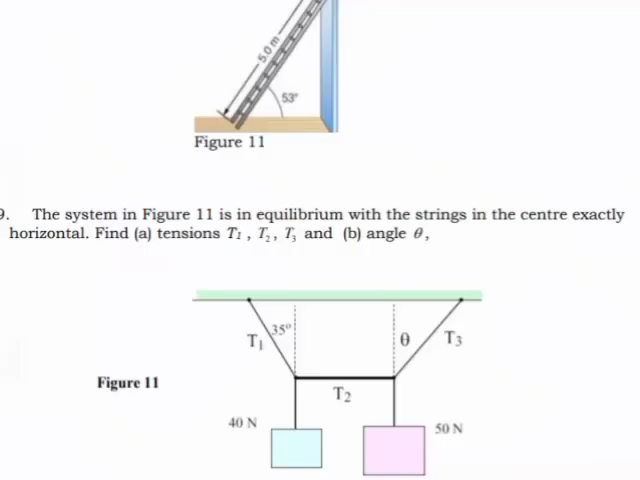 5.0 m
53°
Figure 11
9. The system in Figure 11 is in equilibrium with the strings in the centre exactly
horizontal. Find (a) tensions T₁ , T₂ , T₃ and (b) angle θ ,
35°
T₁
θ
T₃
Figure 11
T₂
40 N
50 N